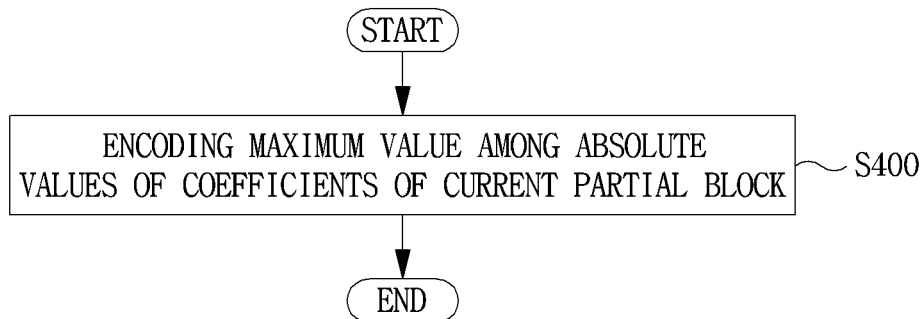 START
ENCODING MAXIMUM VALUE AMONG ABSOLUTE
VALUES OF COEFFICIENTS OF CURRENT PARTIAL BLOCK
S400
END